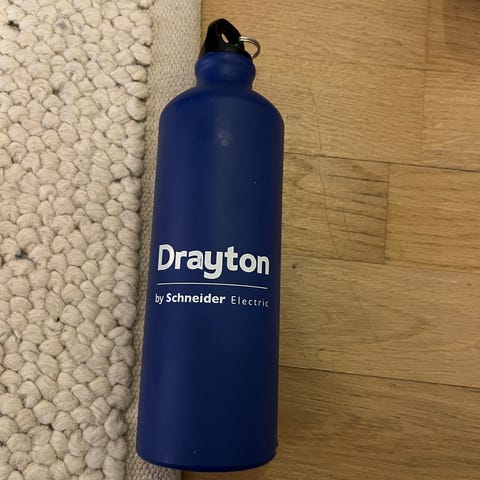 Drayton
by Schneider Electric